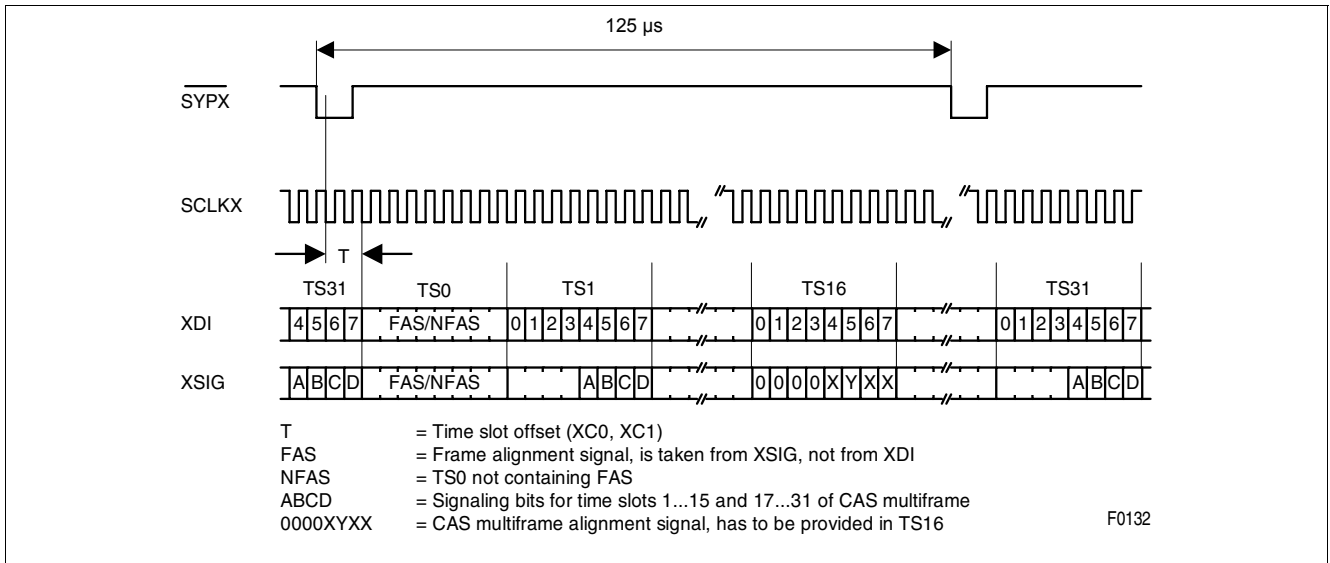 125 µs
SYPX
SCLKX
T
TS31 TS0 TS1 TS16 TS31
XDI 4 5 6 7 FAS/NFAS 0 1 2 3 4 5 6 7 0 1 2 3 4 5 6 7 0 1 2 3 4 5 6 7
XSIG A B C D FAS/NFAS A B C D 0 0 0 0 X Y X X A B C D
T = Time slot offset (XC0, XC1)
FAS = Frame alignment signal, is taken from XSIG, not from XDI
NFAS = TS0 not containing FAS
ABCD = Signaling bits for time slots 1...15 and 17...31 of CAS multiframe
0000XYXX = CAS multiframe alignment signal, has to be provided in TS16
F0132